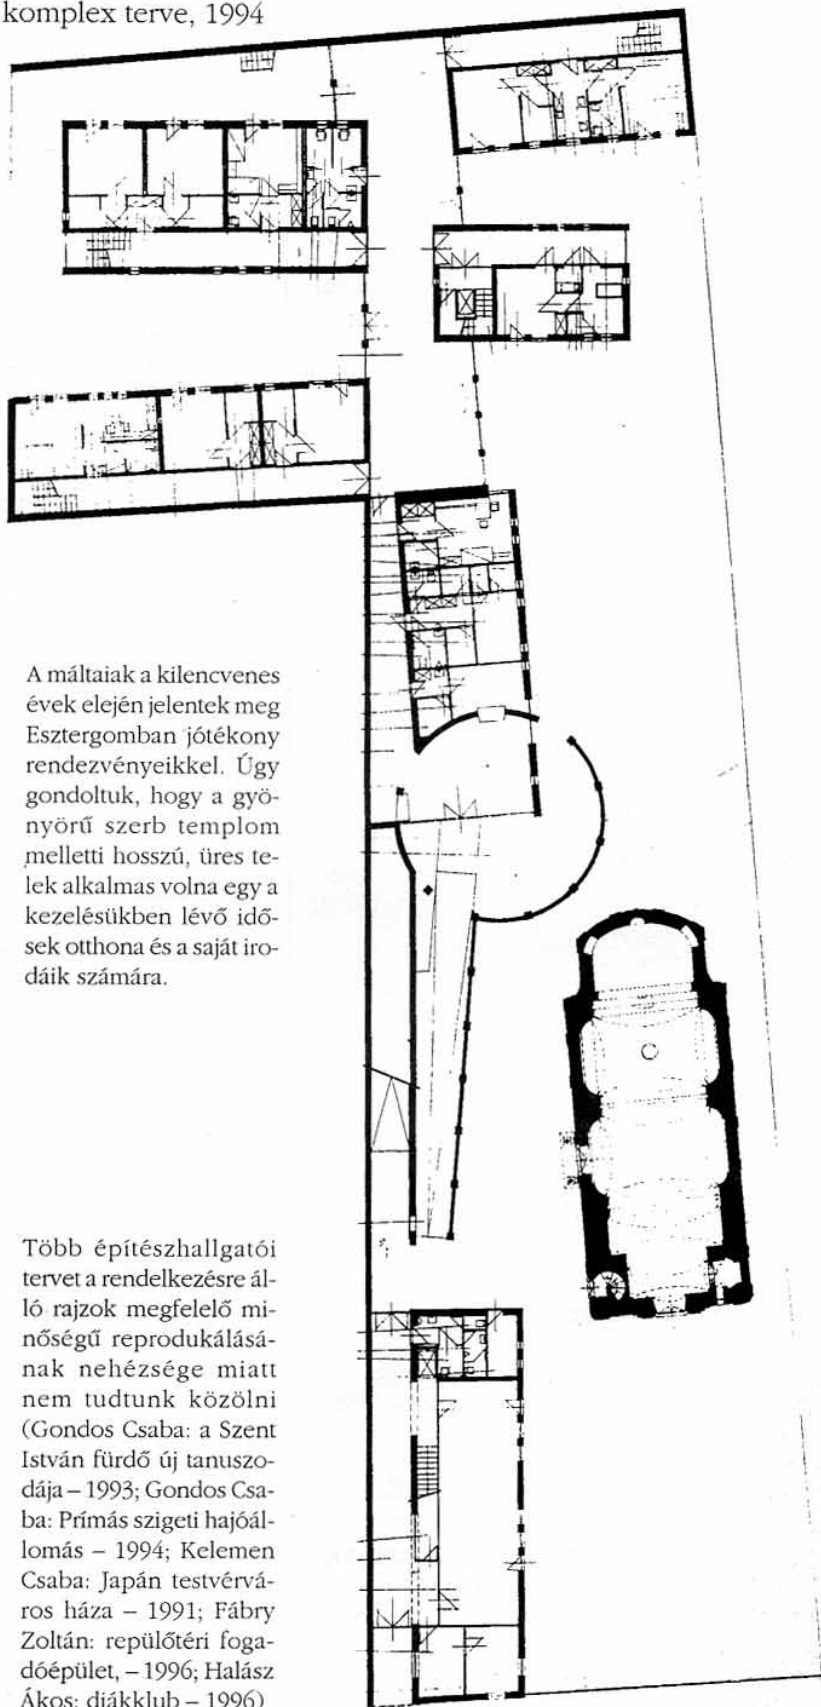 komplex terve, 1994
A máltaiak a kilencvenes
évek elején jelentek meg
Esztergomban jótékony
rendezvényeikkel. Úgy
gondoltuk, hogy a gyö-
nyörű szerb templom
melletti hosszú, üres te-
lek alkalmas volna egy a
kezelésükben lévő idő-
sek otthona és a saját iro-
dáik számára.
Több építészhallgatói
tervet a rendelkezésre ál-
ló rajzok megfelelő mi-
nőségű reprodukálásá-
nak nehézsége miatt
nem tudtunk közölni
(Gondos Csaba: a Szent
István fürdő új tanuszo-
dája – 1993; Gondos Csa-
ba: Prímás szigeti hajóál-
lomás – 1994; Kelemen
Csaba: Japán testvérvá-
ros háza – 1991; Fábry
Zoltán: repülőtéri foga-
dóépület, – 1996; Halász
Ákos: diákklub – 1996)